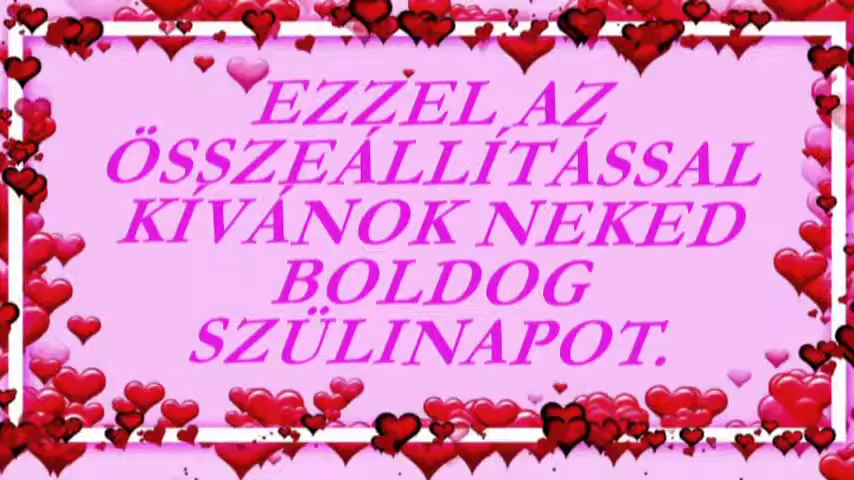 EZZEL AZ
ÖSSZEÁLLÍTÁSSAL
KÍVÁNOK NEKED
BOLDOG
SZÜLINAPOT.